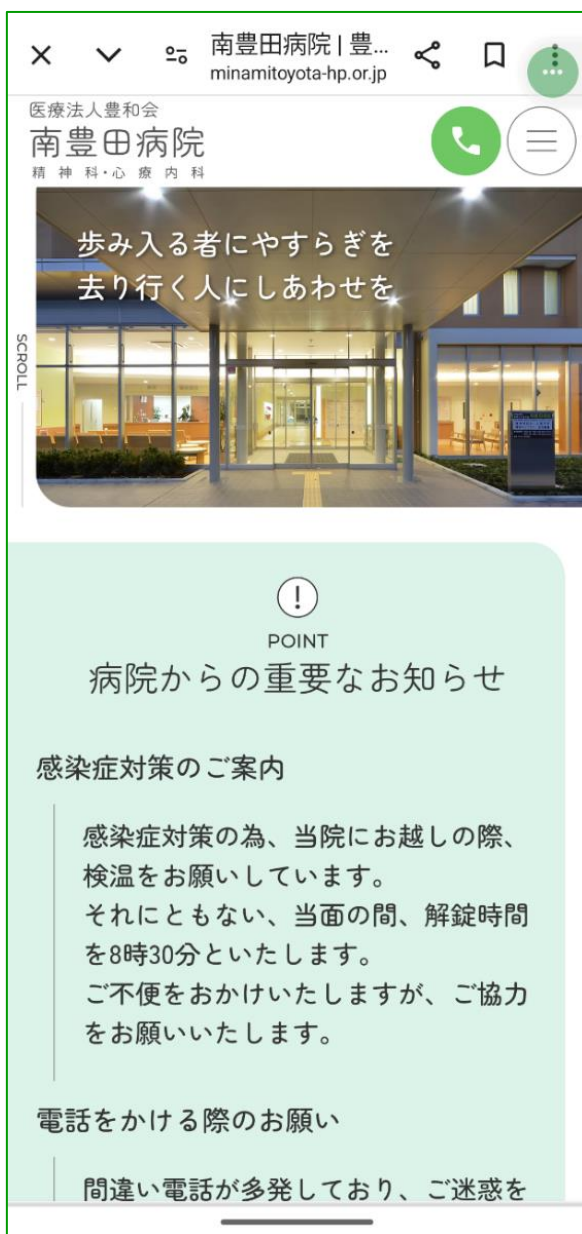 南豊田病院 | 豊...
minamitoyota-hp.or.jp
医療法人豊和会
南豊田病院
精神科・心療内科
歩み入る者にやすらぎを
去り行く人にしあわせを
SCROLL
POINT
病院からの重要なお知らせ
感染症対策のご案内
感染症対策の為、当院にお越しの際、
検温をお願いしています。
それにともない、当面の間、解錠時間
を8時30分といたします。
ご不便をおかけいたしますが、ご協力
をお願いいたします。
電話をかける際のお願い
間違い電話が多発しており、ご迷惑を